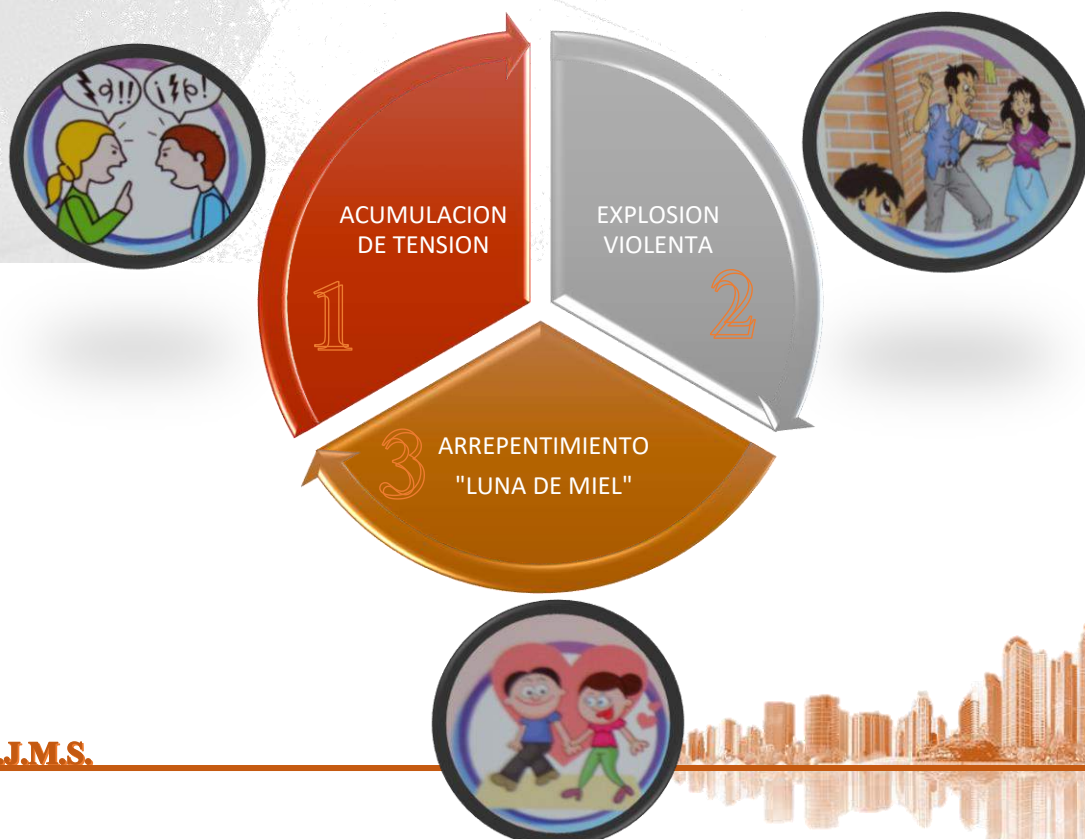 ACUMULACION
DE TENSION
1
EXPLOSION
VIOLENTA
2
3
ARREPENTIMIENTO
"LUNA DE MIEL"
.J.M.S.